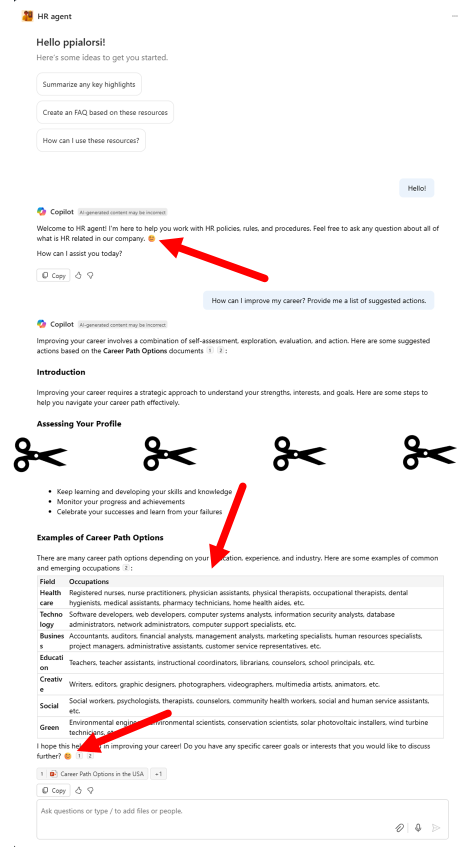 HR agent
Hello ppialorsi!
Here's some ideas to get you started.
Summarize any key highlights
Create an FAQ based on these resources
How can I use these resources?
Hello!
Copilot AI-generated content may be incorrect
Welcome to HR agent! I'm here to help you work with HR policies, rules, and procedures. Feel free to ask any question about all of
what is HR related in our company.
How can I assist you today?
Copy
How can I improve my career? Provide me a list of suggested actions.
Copilot AI-generated content may be incorrect
Improving your career involves a combination of self-assessment, exploration, evaluation, and action. Here are some suggested
actions based on the Career Path Options documents 1 2 :
Introduction
Improving your career requires a strategic approach to understand your strengths, interests, and goals. Here are some steps to
help you navigate your career path effectively.
Assessing Your Profile
Keep learning and developing your skills and knowledge
Monitor your progress and achievements
Celebrate your successes and learn from your failures
Examples of Career Path Options
There are many career path options depending on your education, experience, and industry. Here are some examples of common
and emerging occupations 2 :
Field Occupations
Health Registered nurses, nurse practitioners, physician assistants, physical therapists, occupational therapists, dental
care hygienists, medical assistants, pharmacy technicians, home health aides, etc.
Techno Software developers, web developers, computer systems analysts, information security analysts, database
logy administrators, network administrators, computer support specialists, etc.
Busines Accountants, auditors, financial analysts, management analysts, marketing specialists, human resources specialists,
s project managers, administrative assistants, customer service representatives, etc.
Educati
on Teachers, teacher assistants, instructional coordinators, librarians, counselors, school principals, etc.
Creativ
e Writers, editors, graphic designers, photographers, videographers, multimedia artists, animators, etc.
Social Social workers, psychologists, therapists, counselors, community health workers, social and human service assistants,
etc.
Green Environmental engineers, environmental scientists, conservation scientists, solar photovoltaic installers, wind turbine
technicians, etc.
I hope this helps in improving your career! Do you have any specific career goals or interests that you would like to discuss
further? 1 2
1 Career Path Options in the USA +1
Copy
Ask questions or type / to add files or people.